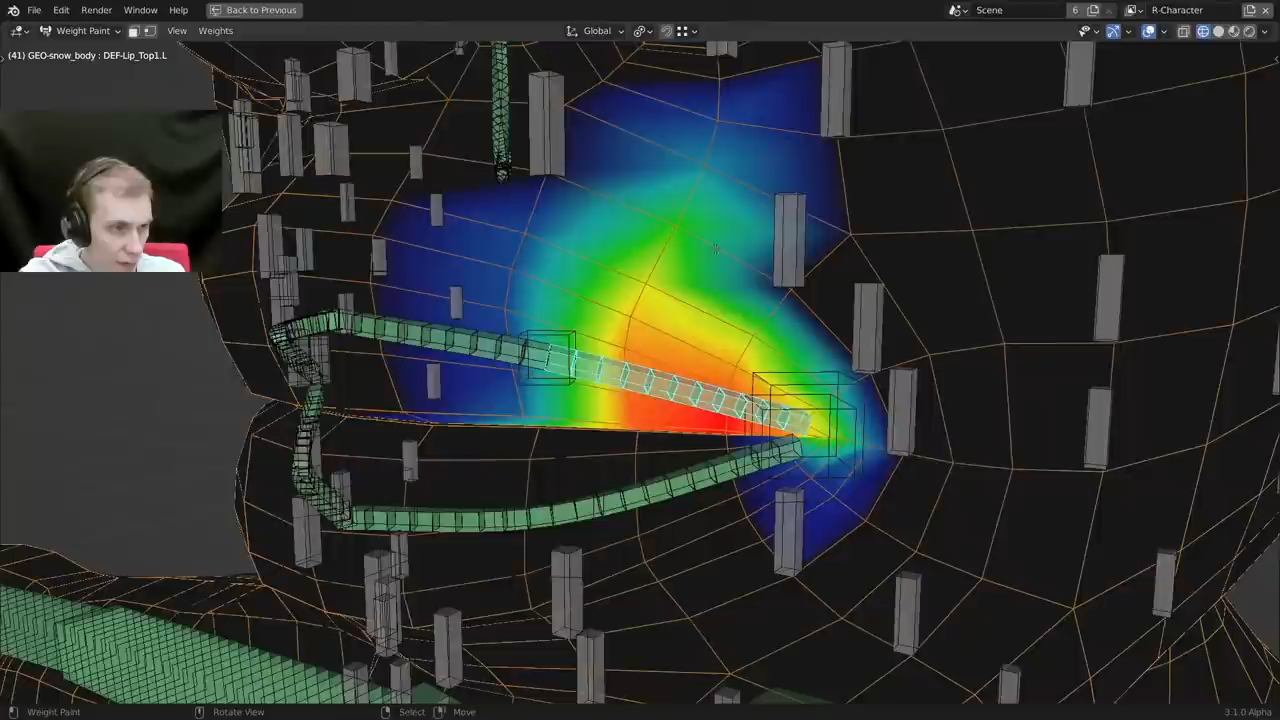 File Edit Render Window Help Back to Previous Scene 6 R-Character
Weight Paint View Weights Global
(41) GEO-snow_body : DEF-Lip_Top1.L
Weight Paint Rotate View Select Move 3.1.0 Alpha